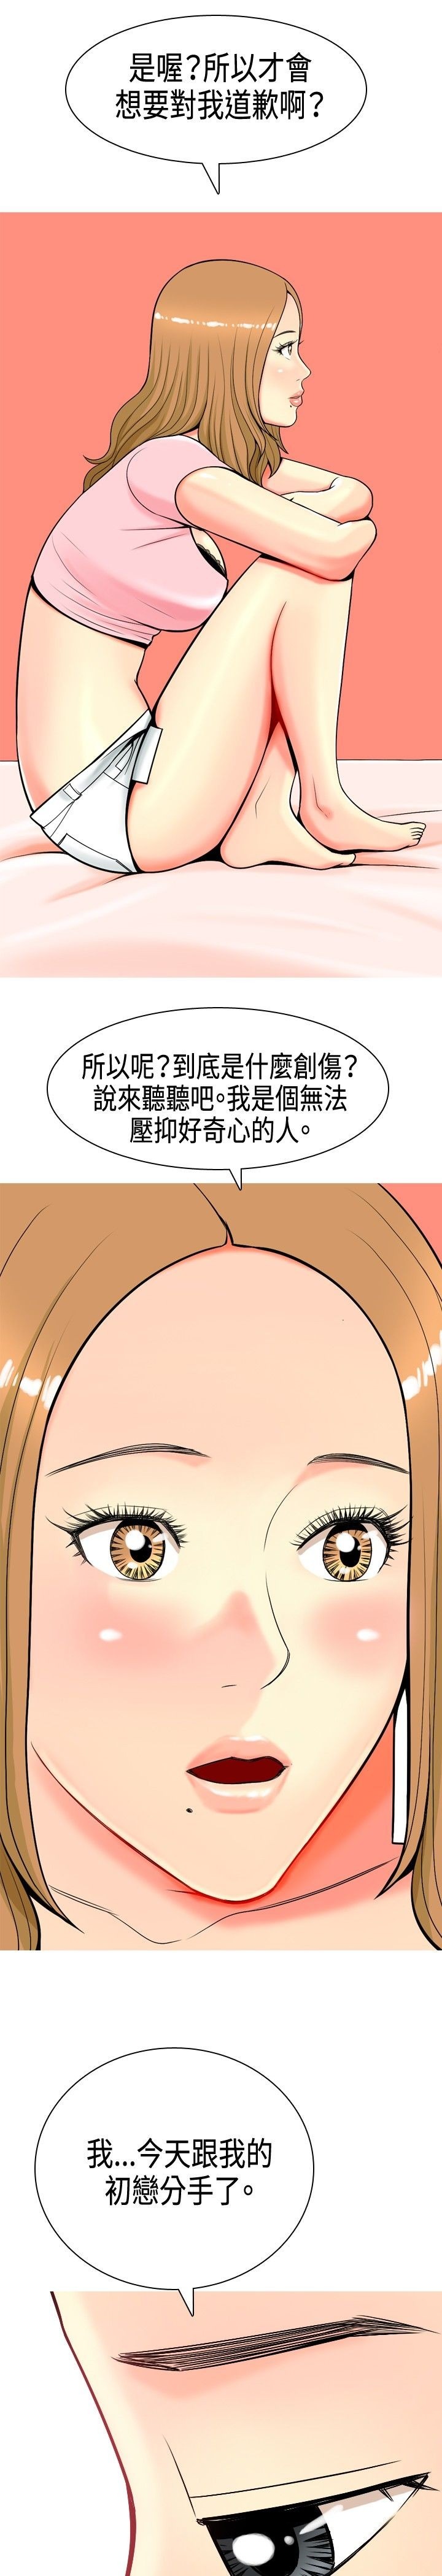 是喔？所以才會
想要對我道歉啊？
所以呢？到底是什麼創傷？
說來聽聽吧。我是個無法
壓抑好奇心的人。
我...今天跟我的
初戀分手了。